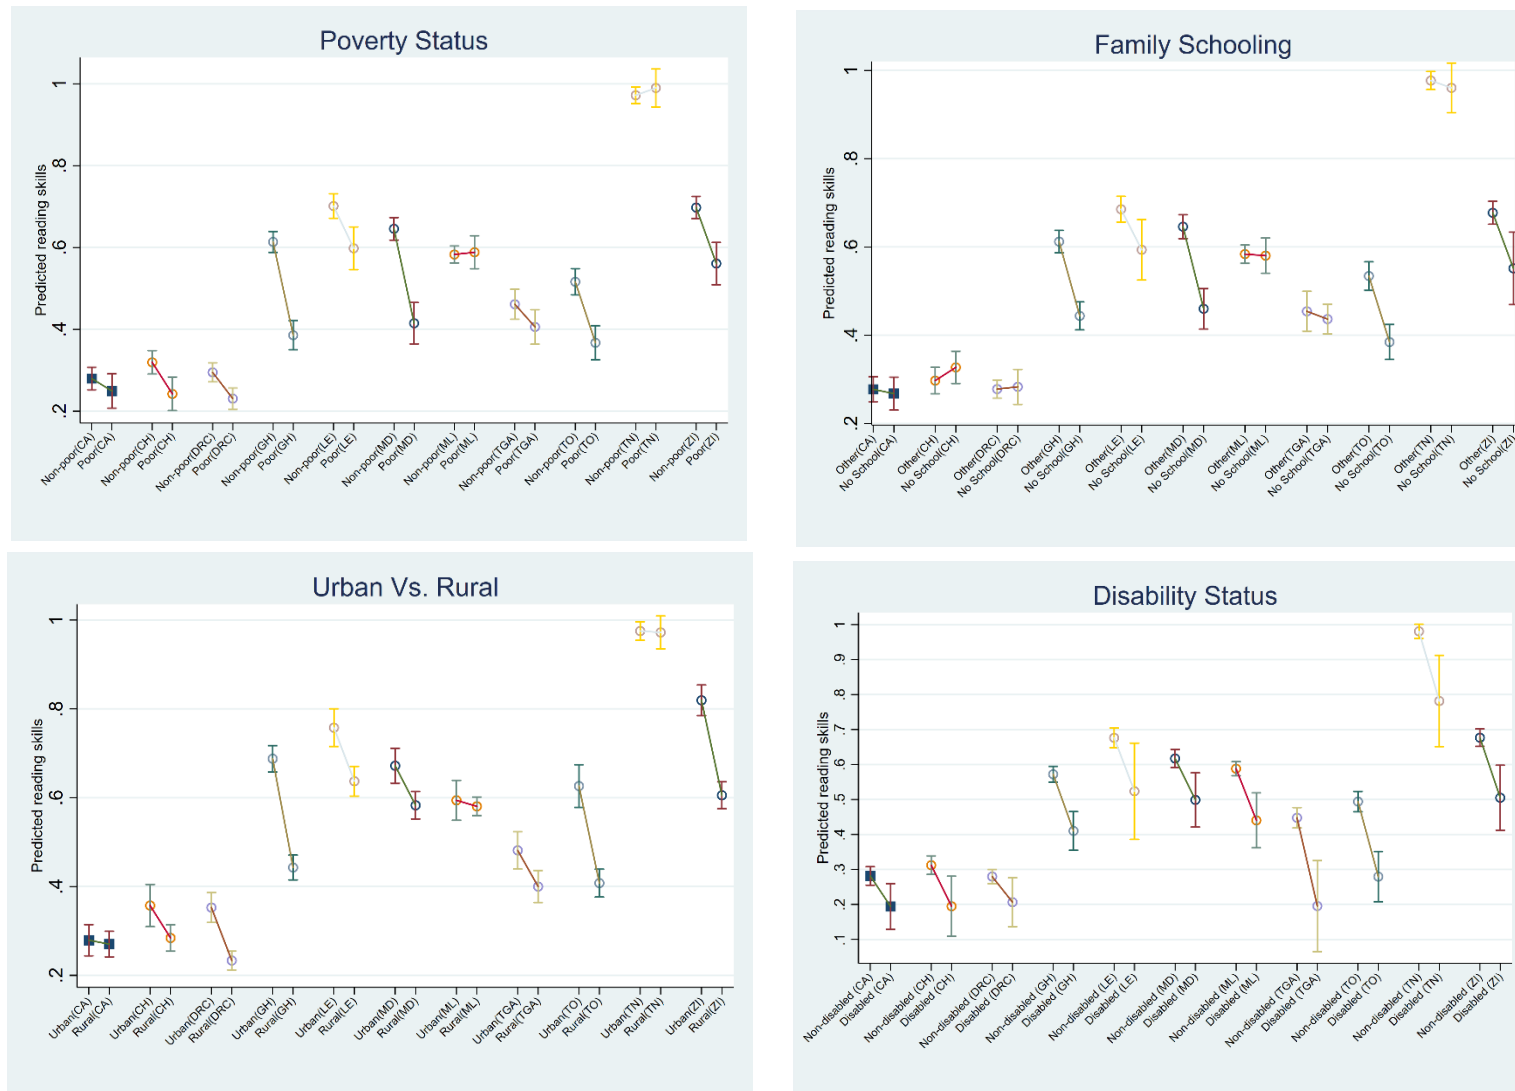 Poverty Status
Predicted reading skills
1
.8
.6
.4
.2
Non-poor(CA)
Poor(CA)
Non-poor(CH)
Poor(CH)
Non-poor(DRC)
Poor(DRC)
Non-poor(GH)
Poor(GH)
Non-poor(LE)
Poor(LE)
Non-poor(MD)
Poor(MD)
Non-poor(ML)
Poor(ML)
Non-poor(TGA)
Poor(TGA)
Non-poor(TO)
Poor(TO)
Non-poor(TN)
Poor(TN)
Non-poor(ZI)
Poor(ZI)
Family Schooling
Predicted reading skills
1
.8
.6
.4
.2
Other(CA)
No School(CA)
Other(CH)
No School(CH)
Other(DRC)
No School(DRC)
Other(GH)
No School(GH)
Other(LE)
No School(LE)
Other(MD)
No School(MD)
Other(ML)
No School(ML)
Other(TGA)
No School(TGA)
Other(TO)
No School(TO)
Other(TN)
No School(TN)
Other(ZI)
No School(ZI)
Urban Vs. Rural
Predicted reading skills
1
.8
.6
.4
.2
Urban(CA)
Rural(CA)
Urban(CH)
Rural(CH)
Urban(DRC)
Rural(DRC)
Urban(GH)
Rural(GH)
Urban(LE)
Rural(LE)
Urban(MD)
Rural(MD)
Urban(ML)
Rural(ML)
Urban(TGA)
Rural(TGA)
Urban(TO)
Rural(TO)
Urban(TN)
Rural(TN)
Urban(ZI)
Rural(ZI)
Disability Status
Predicted reading skills
1
.9
.8
.7
.6
.5
.4
.3
.2
.1
Non-disabled (CA)
Disabled (CA)
Non-disabled (CH)
Disabled (CH)
Non-disabled (DRC)
Disabled (DRC)
Non-disabled (GH)
Disabled (GH)
Non-disabled (LE)
Disabled (LE)
Non-disabled (MD)
Disabled (MD)
Non-disabled (ML)
Disabled (ML)
Non-disabled (TGA)
Disabled (TGA)
Non-disabled (TO)
Disabled (TO)
Non-disabled (TN)
Disabled (TN)
Non-disabled (ZI)
Disabled (ZI)